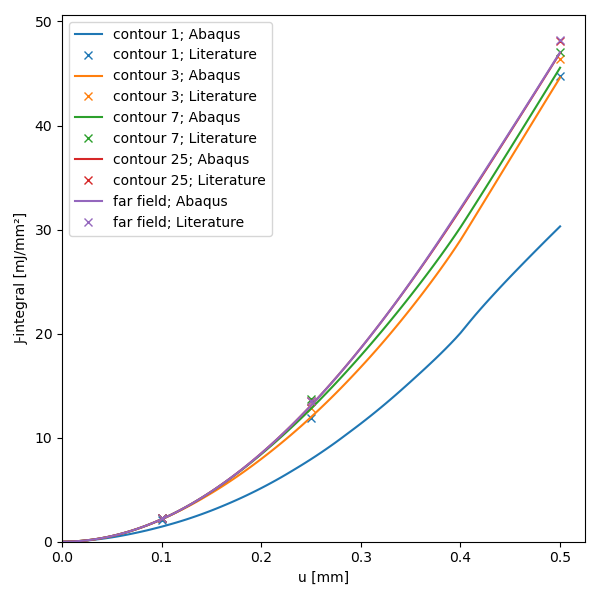 50
40
30
20
10
0
J-integral [mJ/mm²]
contour 1; Abaqus
contour 1; Literature
contour 3; Abaqus
contour 3; Literature
contour 7; Abaqus
contour 7; Literature
contour 25; Abaqus
contour 25; Literature
far field; Abaqus
far field; Literature
0.0 0.1 0.2 0.3 0.4 0.5
u [mm]